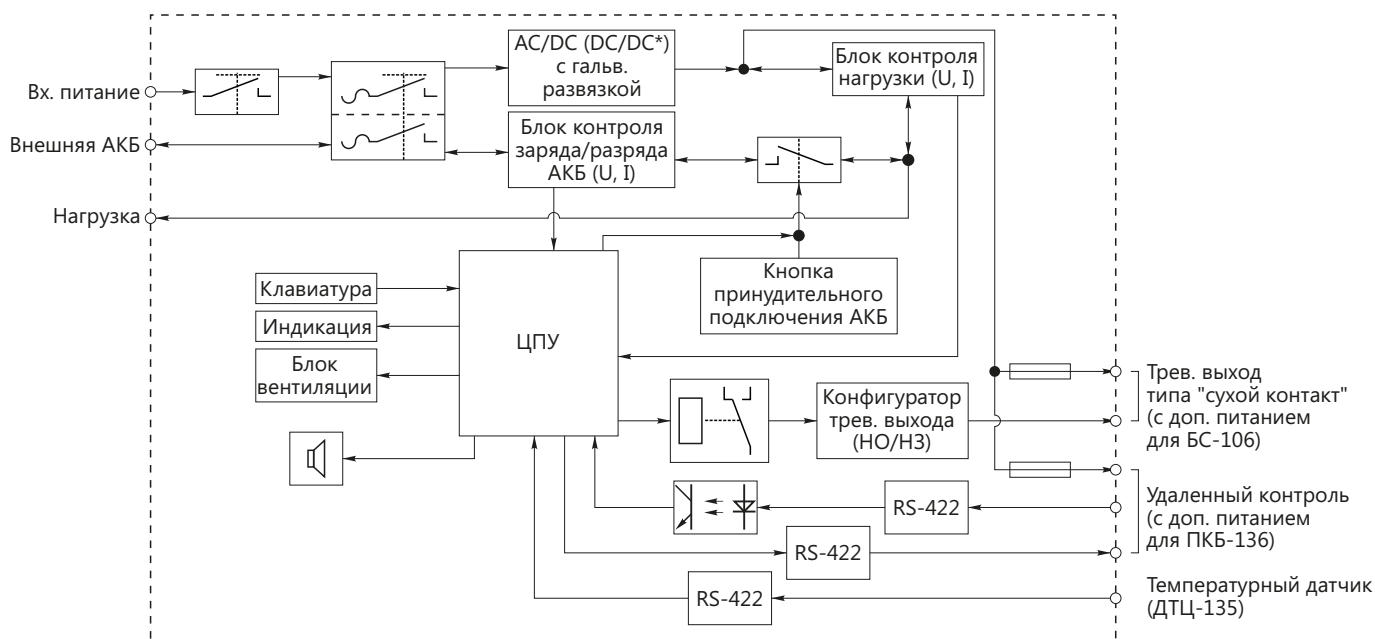 Вх. питание
Внешняя АКБ
Нагрузка
AC/DC (DC/DC*)
с гальв.
развязкой
Блок контроля
нагрузки (U, I)
Блок контроля
заряда/разряда
АКБ (U, I)
Кнопка
принудительного
подключения АКБ
Клавиатура
Индикация
Блок
вентиляции
ЦПУ
Конфигуратор
трев. выхода
(НО/НЗ)
RS-422
RS-422
RS-422
Трев. выход
типа "сухой контакт"
(с доп. питанием
для БС-106)
Удаленный контроль
(с доп. питанием
для ПКБ-136)
Температурный датчик
(ДТЦ-135)